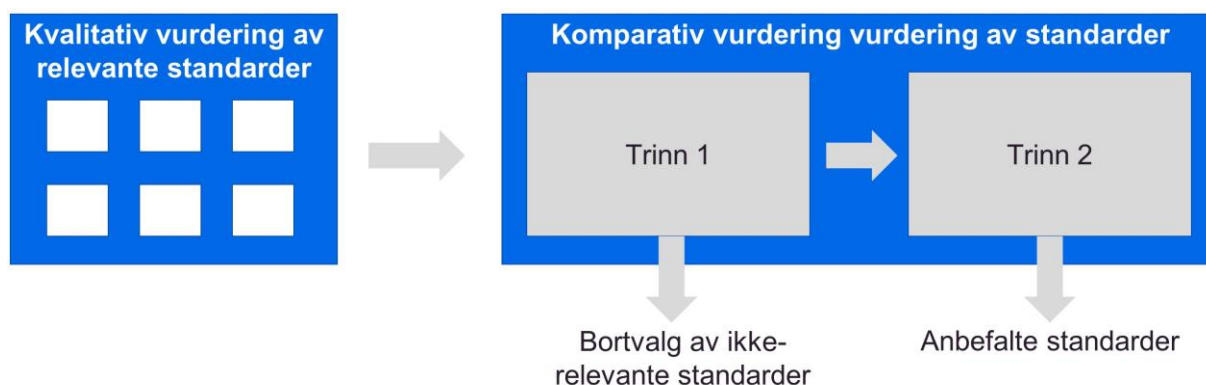 Kvalitativ vurdering av
relevante standarder
Komparativ vurdering vurdering av standarder
Trinn 1
Trinn 2
Bortvalg av ikke-
relevante standarder
Anbefalte standarder